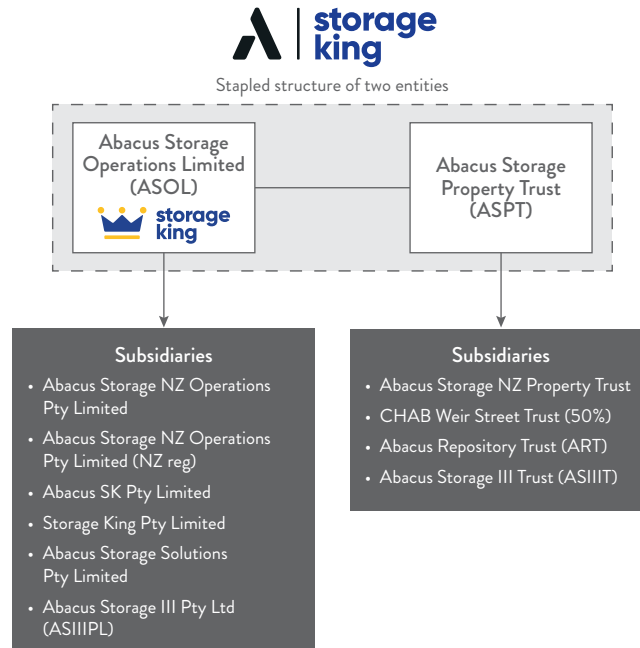 storage
king
Stapled structure of two entities
Abacus Storage
Operations Limited
(ASOL)
storage
king
Abacus Storage
Property Trust
(ASPT)
Subsidiaries
• Abacus Storage NZ Operations
Pty Limited
• Abacus Storage NZ Operations
Pty Limited (NZ reg)
• Abacus SK Pty Limited
• Storage King Pty Limited
• Abacus Storage Solutions
Pty Limited
• Abacus Storage III Pty Ltd
(ASIIIPL)
Subsidiaries
• Abacus Storage NZ Property Trust
• CHAB Weir Street Trust (50%)
• Abacus Repository Trust (ART)
• Abacus Storage III Trust (ASIIIT)